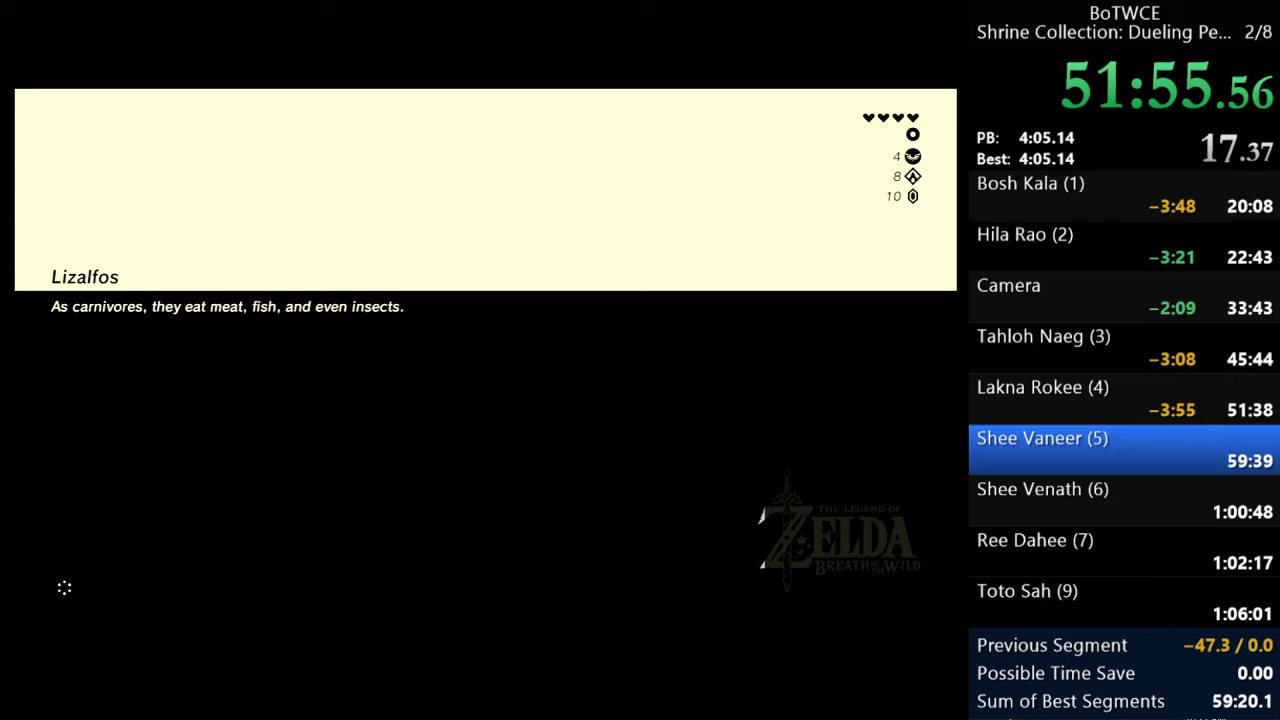 BoTWCE
Shrine Collection: Dueling Pe... 2/8
51:55.56
PB: 4:05.14
Best: 4:05.14
17.37
Bosh Kala (1)
−3:48 20:08
Hila Rao (2)
−3:21 22:43
Camera
−2:09 33:43
Tahloh Naeg (3)
−3:08 45:44
Lakna Rokee (4)
−3:55 51:38
Shee Vaneer (5)
59:39
Shee Venath (6)
1:00:48
Ree Dahee (7)
1:02:17
Toto Sah (9)
1:06:01
Previous Segment −47.3 / 0.0
Possible Time Save 0.00
Sum of Best Segments 59:20.1
4
8
10
Lizalfos
As carnivores, they eat meat, fish, and even insects.
THE LEGEND OF
ZELDA
BREATH OF THE WILD